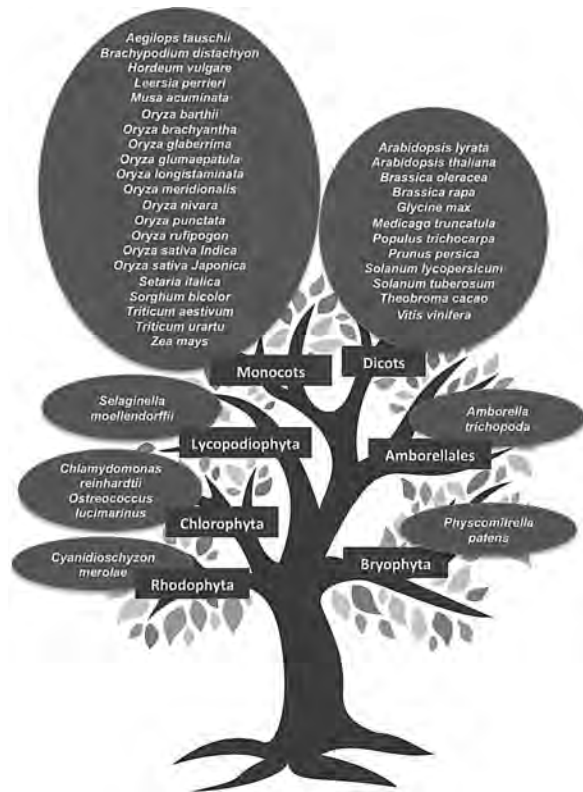 Aegilops tauschii
Brachypodium distachyon
Hordeum vulgare
Leersia perrieri
Musa acuminata
Oryza barthii
Oryza brachyantha
Oryza glaberrima
Oryza glumaepatula
Oryza longistaminata
Oryza meridionalis
Oryza nivara
Oryza punctata
Oryza rufipogon
Oryza sativa Indica
Oryza sativa Japonica
Setaria italica
Sorghum bicolor
Triticum aestivum
Triticum urartu
Zea mays
Arabidopsis lyrata
Arabidopsis thaliana
Brassica oleracea
Brassica rapa
Glycine max
Medicago truncatula
Populus trichocarpa
Prunus persica
Solanum lycopersicum
Solanum tuberosum
Theobroma cacao
Vitis vinifera
Monocots
Dicots
Selaginella
moellendorffii
Lycopodiophyta
Amborella
trichopoda
Amborellales
Chlamydomonas
reinhardtii
Ostreococcus
lucimarinus
Chlorophyta
Physcomitrella
patens
Bryophyta
Cyanidioschyzon
merolae
Rhodophyta